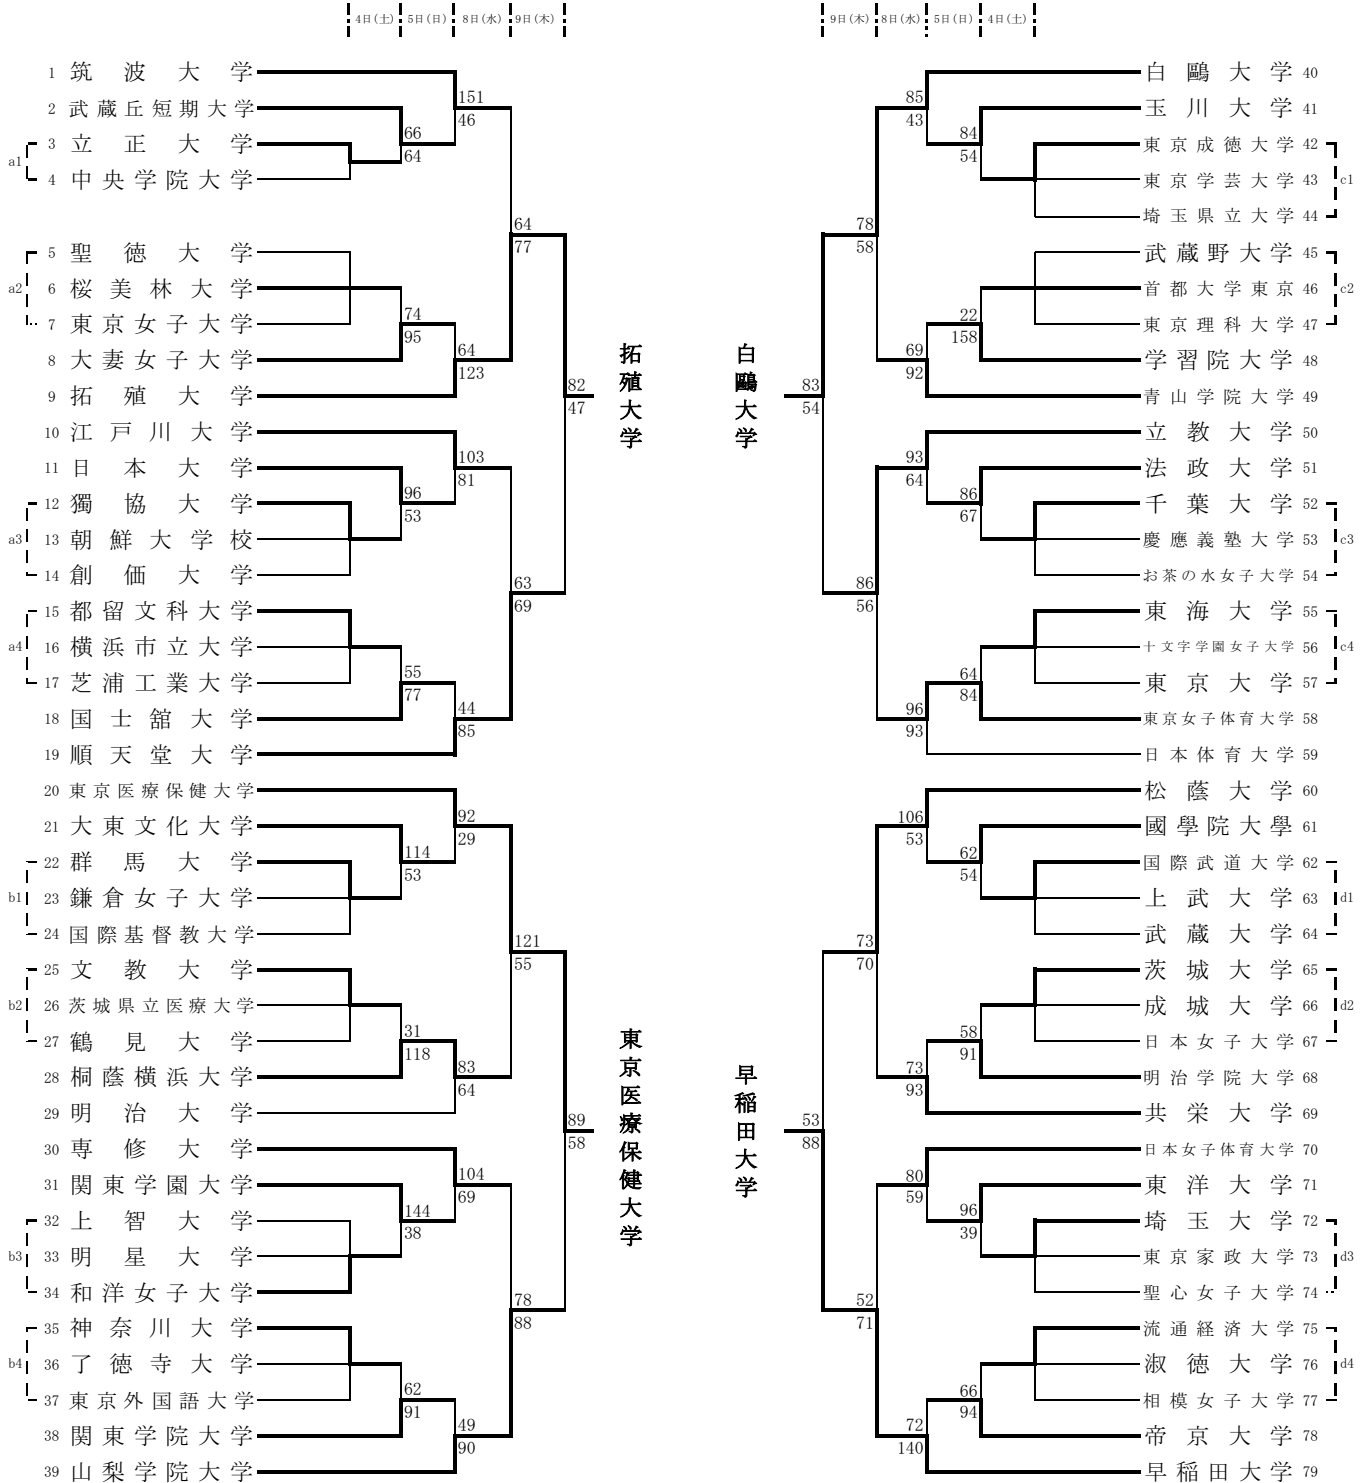 4日(土) 5日(日) 8日(水) 9日(木)
9日(木) 8日(水) 5日(日) 4日(土)
1 筑波大学
2 武蔵丘短期大学
3 立正大学
4 中央学院大学
a1
5 聖徳大学
6 桜美林大学
7 東京女子大学
a2
8 大妻女子大学
9 拓殖大学
10 江戸川大学
11 日本大学
12 獨協大学
13 朝鮮大学校
14 創価大学
a3
15 都留文科大学
16 横浜市立大学
17 芝浦工業大学
a4
18 国士舘大学
19 順天堂大学
20 東京医療保健大学
21 大東文化大学
22 群馬大学
23 鎌倉女子大学
24 国際基督教大学
b1
25 文教大学
26 茨城県立医療大学
27 鶴見大学
b2
28 桐蔭横浜大学
29 明治大学
30 専修大学
31 関東学園大学
32 上智大学
33 明星大学
34 和洋女子大学
b3
35 神奈川大学
36 了徳寺大学
37 東京外国語大学
b4
38 関東学院大学
39 山梨学院大学
66
64
74
95
96
53
55
77
114
53
31
118
144
38
62
91
151
46
64
123
103
81
44
85
92
29
83
64
104
69
49
90
64
77
63
69
121
55
78
88
82
47
89
58
拓殖大学
東京医療保健大学
白鷗大学
早稲田大学
83
54
53
88
78
58
86
56
73
70
52
71
85
43
69
92
93
64
96
93
106
53
73
93
80
59
72
140
84
54
22
158
86
67
64
84
62
54
58
91
96
39
66
94
白鷗大学 40
玉川大学 41
東京成徳大学 42
東京学芸大学 43
埼玉県立大学 44
c1
武蔵野大学 45
首都大学東京 46
東京理科大学 47
c2
学習院大学 48
青山学院大学 49
立教大学 50
法政大学 51
千葉大学 52
慶應義塾大学 53
お茶の水女子大学 54
c3
東海大学 55
十文字学園女子大学 56
東京大学 57
c4
東京女子体育大学 58
日本体育大学 59
松蔭大学 60
國學院大學 61
国際武道大学 62
上武大学 63
武蔵大学 64
d1
茨城大学 65
成城大学 66
日本女子大学 67
d2
明治学院大学 68
共栄大学 69
日本女子体育大学 70
東洋大学 71
埼玉大学 72
東京家政大学 73
聖心女子大学 74
d3
流通経済大学 75
淑徳大学 76
相模女子大学 77
d4
帝京大学 78
早稲田大学 79